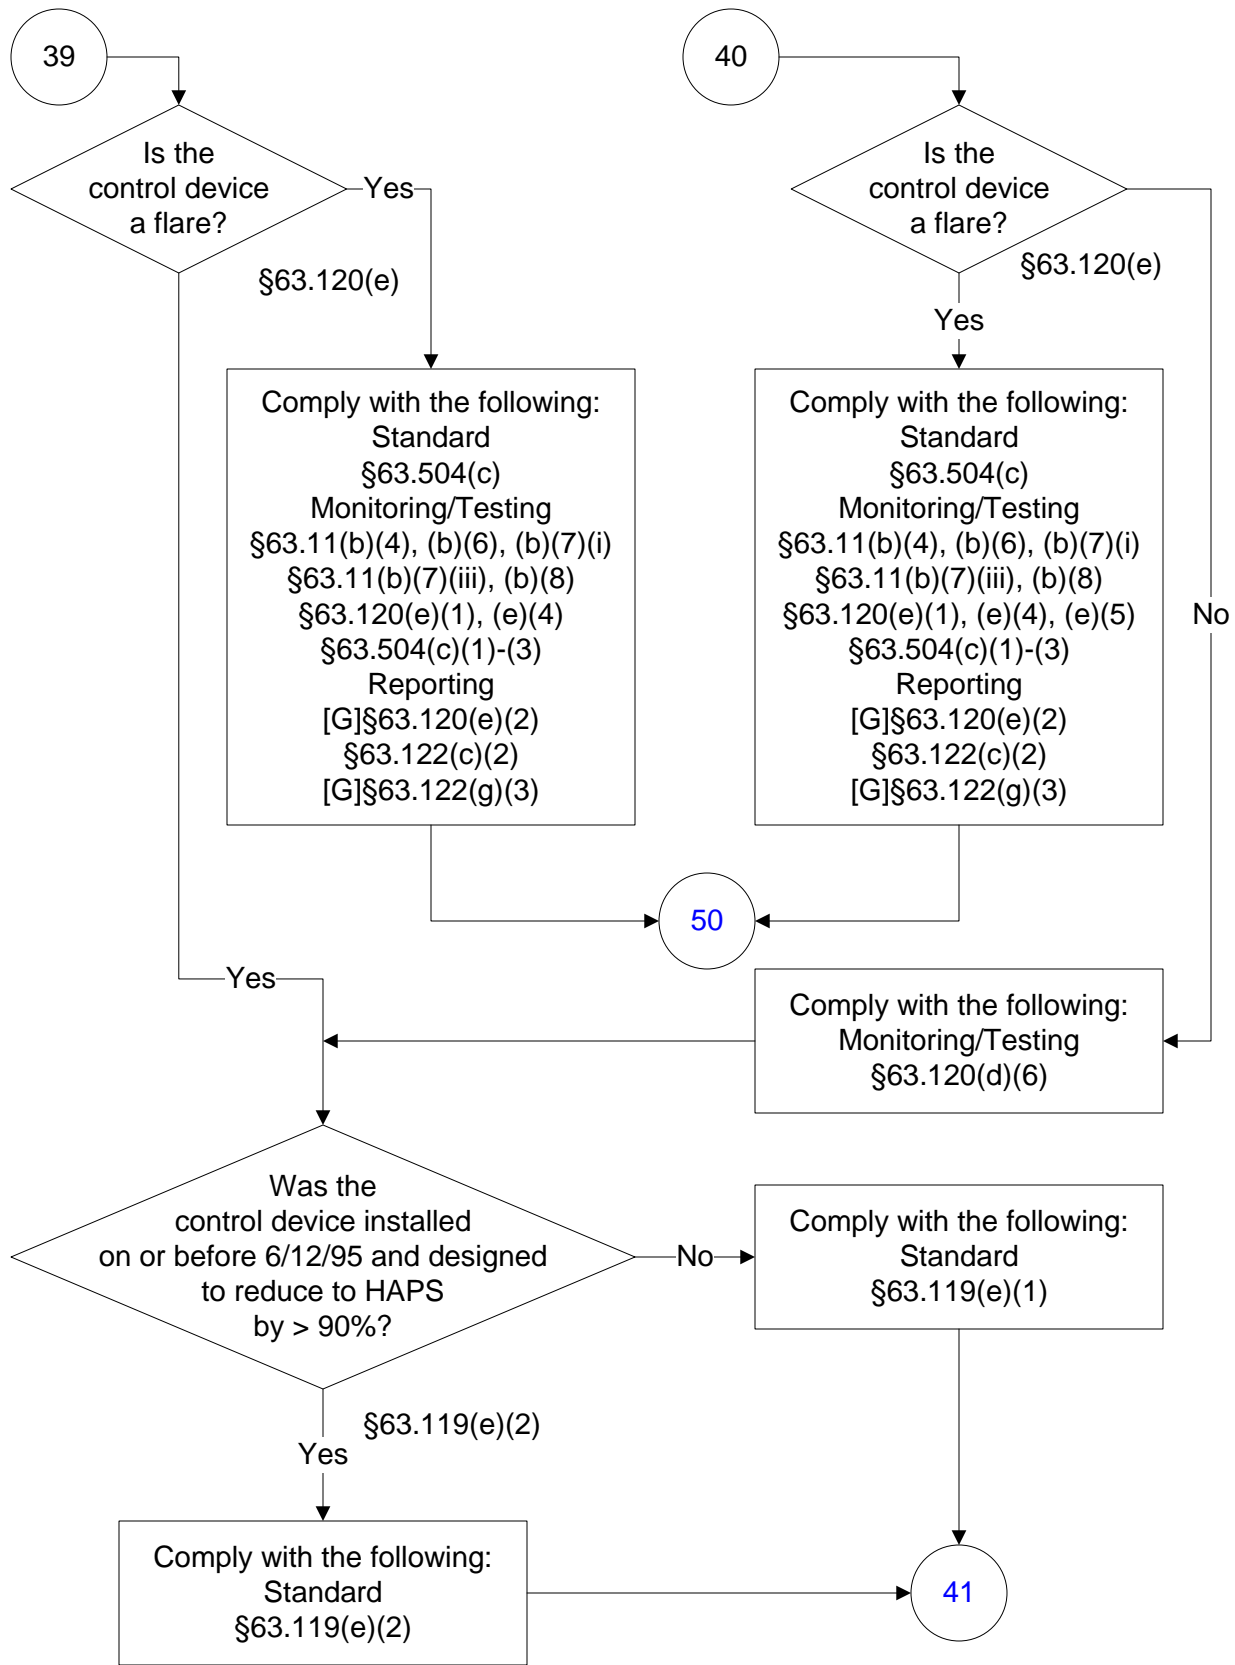 39
Is the
control device
a flare?
Yes
§63.120(e)
Comply with the following:
Standard
§63.504(c)
Monitoring/Testing
§63.11(b)(4), (b)(6), (b)(7)(i)
§63.11(b)(7)(iii), (b)(8)
§63.120(e)(1), (e)(4)
§63.504(c)(1)-(3)
Reporting
[G]§63.120(e)(2)
§63.122(c)(2)
[G]§63.122(g)(3)
40
Is the
control device
a flare?
§63.120(e)
Yes
No
Comply with the following:
Standard
§63.504(c)
Monitoring/Testing
§63.11(b)(4), (b)(6), (b)(7)(i)
§63.11(b)(7)(iii), (b)(8)
§63.120(e)(1), (e)(4), (e)(5)
§63.504(c)(1)-(3)
Reporting
[G]§63.120(e)(2)
§63.122(c)(2)
[G]§63.122(g)(3)
50
Yes
Comply with the following:
Monitoring/Testing
§63.120(d)(6)
Was the
control device installed
on or before 6/12/95 and designed
to reduce to HAPS
by > 90%?
No
Comply with the following:
Standard
§63.119(e)(1)
§63.119(e)(2)
Yes
Comply with the following:
Standard
§63.119(e)(2)
41